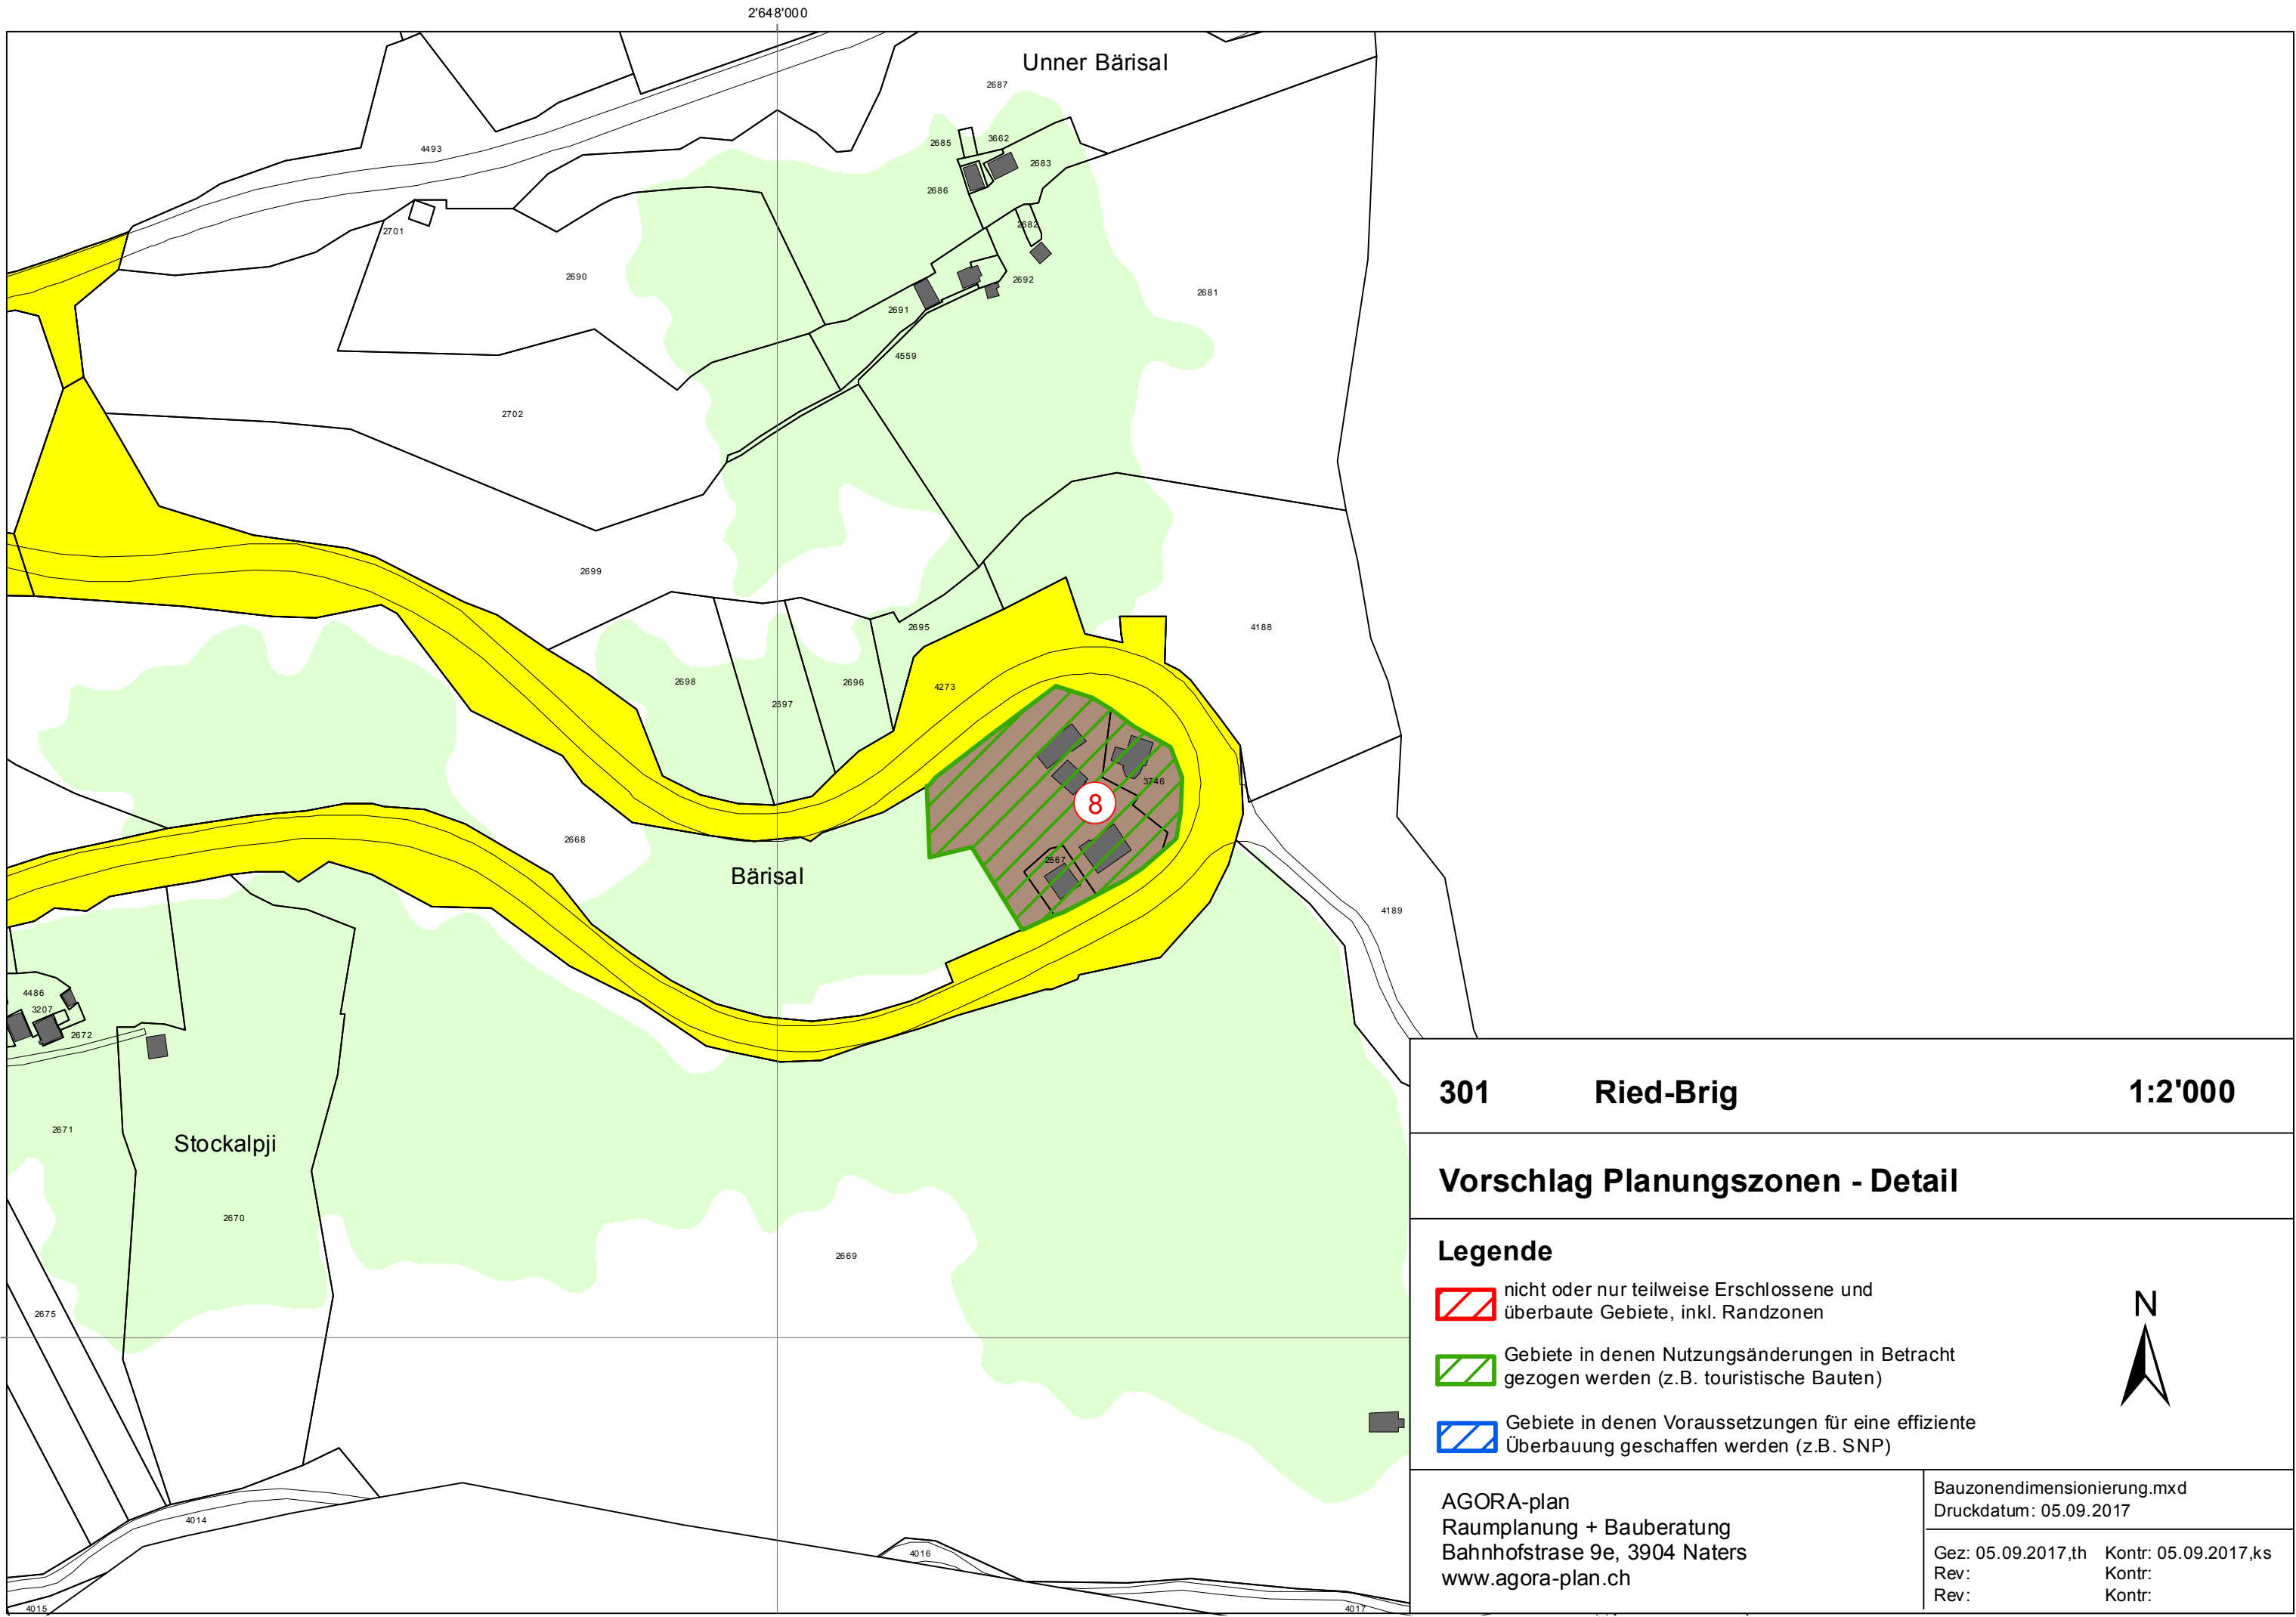 2'648'000
Unner Bärisal
2687
2685
3662
4493
2683
2686
2682
2701
2690
2692
2681
2691
4559
2702
2699
2695
4188
2698
2696
4273
2697
3746
8
2668
2667
Bärisal
4189
4486
3207
2672
2671
Stockalpji
2670
2669
2675
4014
4016
4015
4017
301 Ried-Brig 1:2'000
Vorschlag Planungszonen - Detail
Legende
nicht oder nur teilweise Erschlossene und
überbaute Gebiete, inkl. Randzonen
Gebiete in denen Nutzungsänderungen in Betracht
gezogen werden (z.B. touristische Bauten)
Gebiete in denen Voraussetzungen für eine effiziente
Überbauung geschaffen werden (z.B. SNP)
N
AGORA-plan
Raumplanung + Bauberatung
Bahnhofstrase 9e, 3904 Naters
www.agora-plan.ch
Bauzonendimensionierung.mxd
Druckdatum: 05.09.2017
Gez: 05.09.2017,th Kontr: 05.09.2017,ks
Rev: Kontr:
Rev: Kontr: